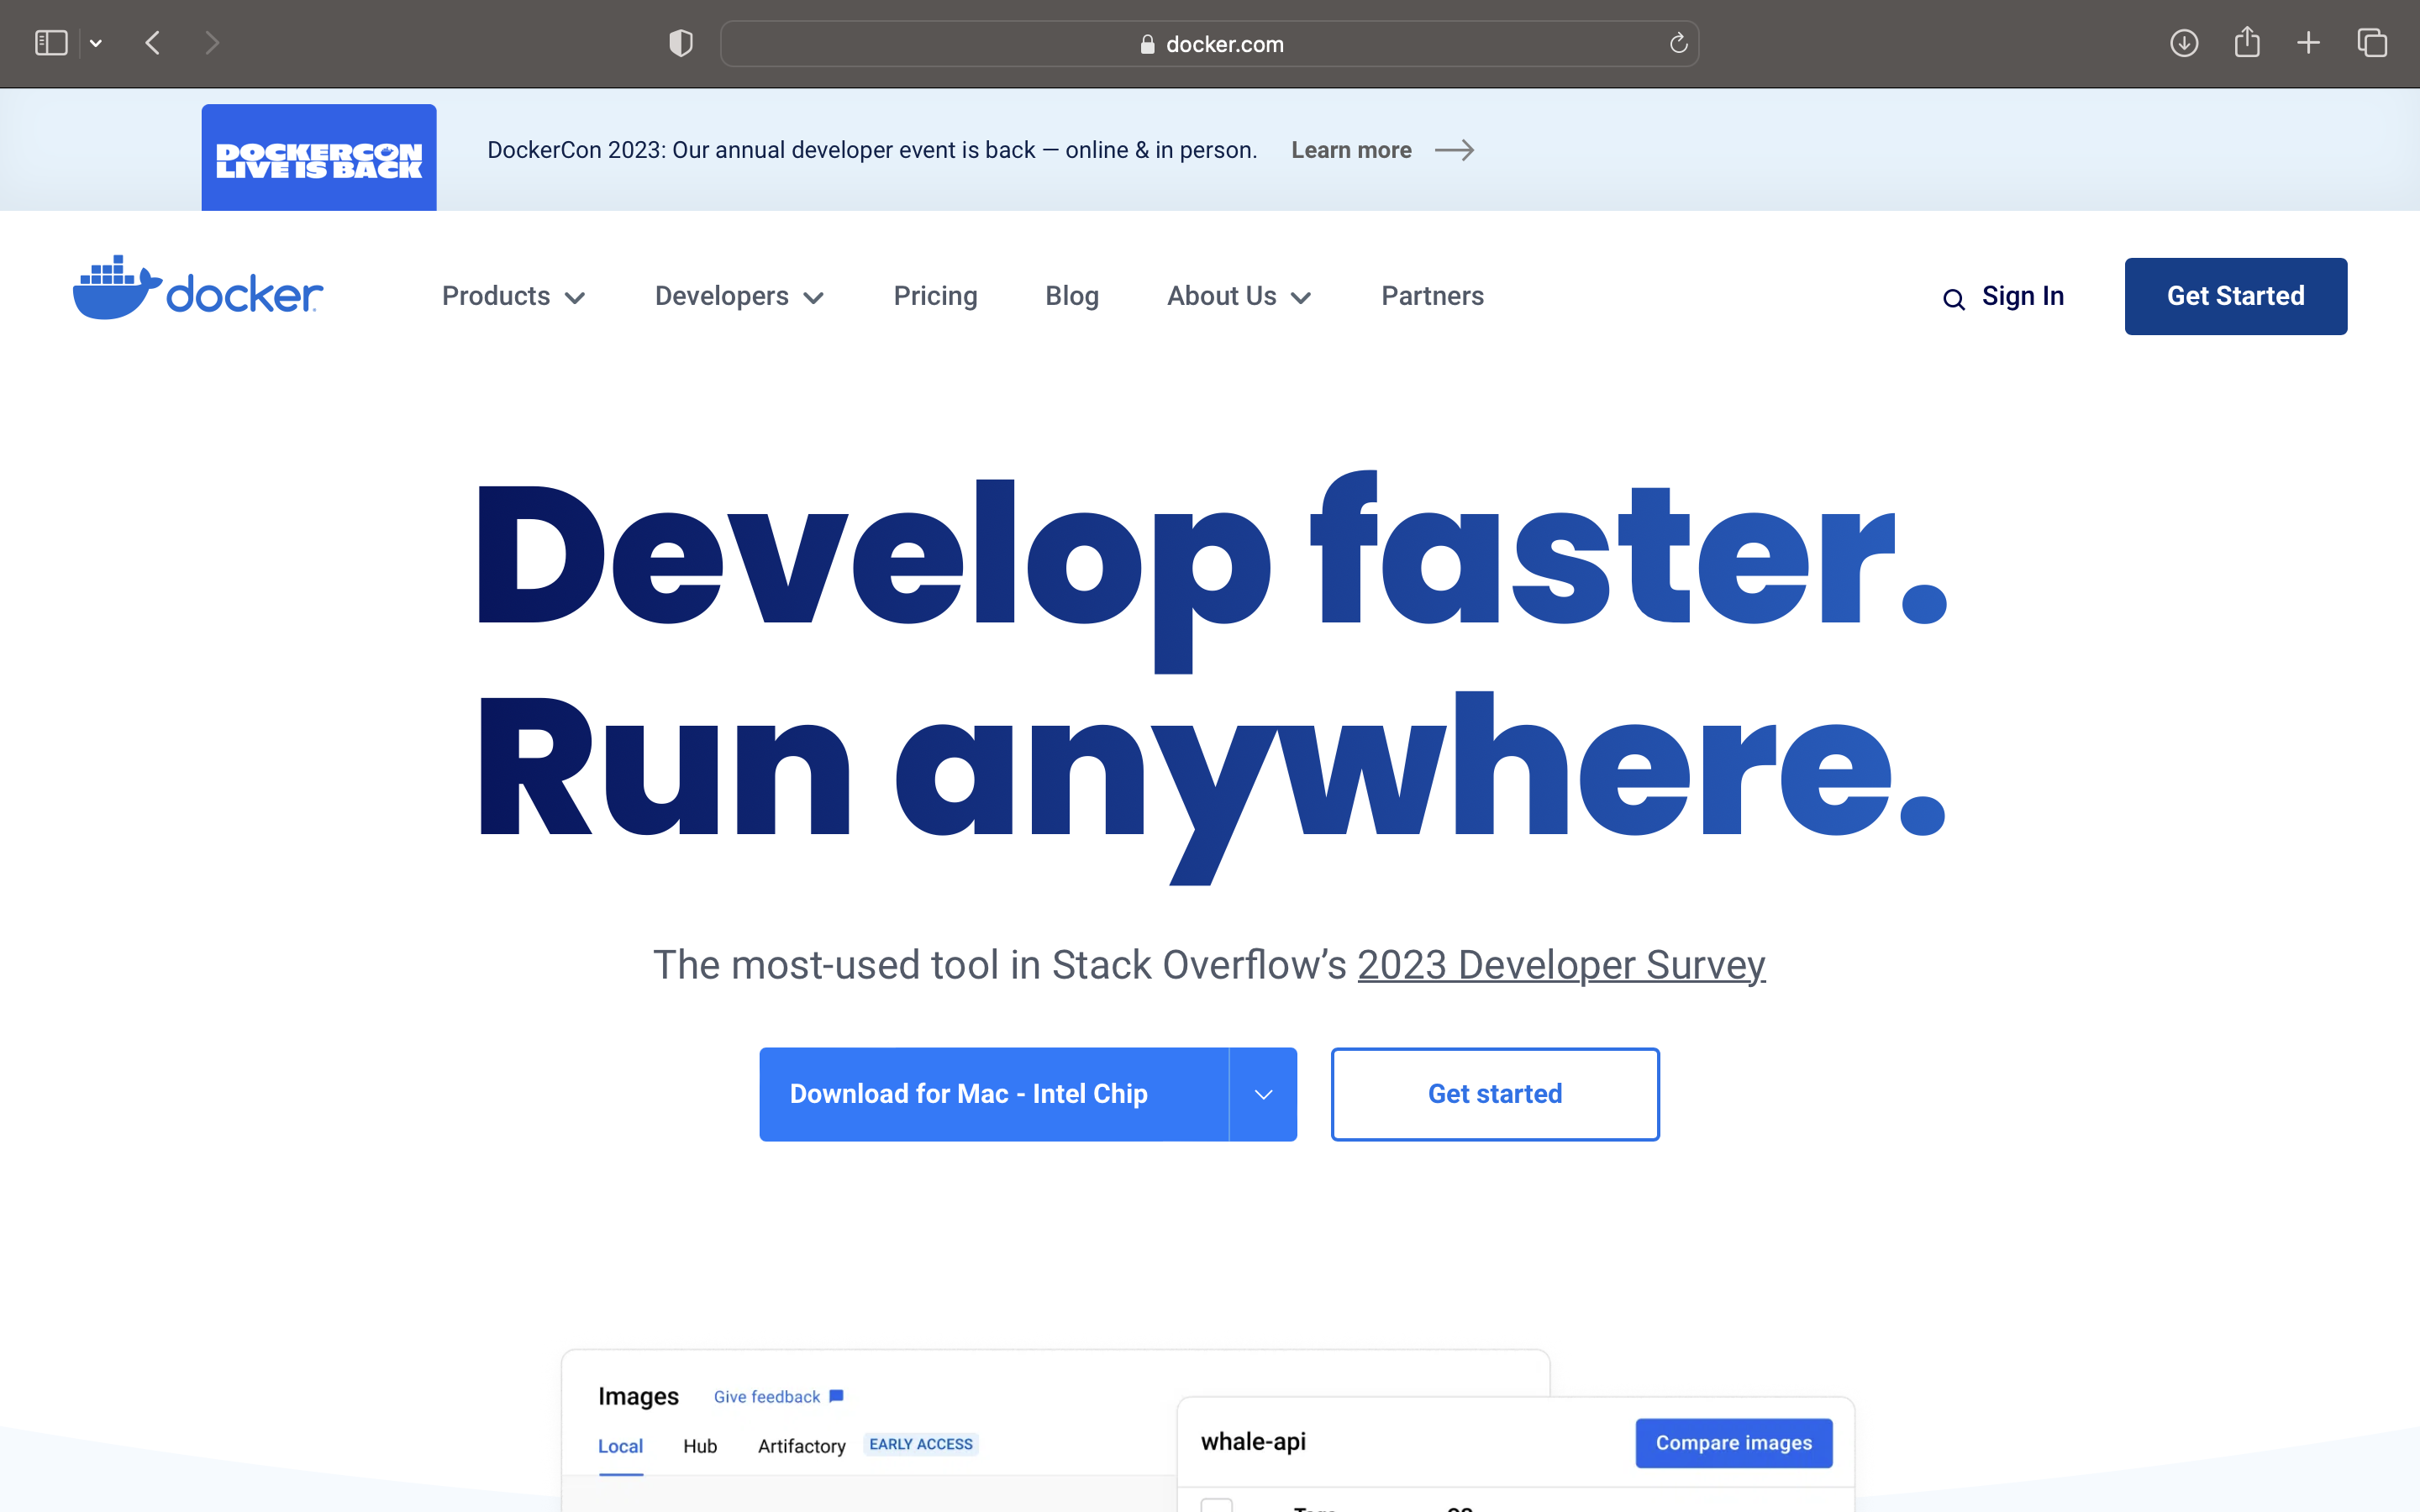 docker.com
DOCKERCON
LIVE IS BACK
DockerCon 2023: Our annual developer event is back — online & in person. Learn more
docker
Products Developers Pricing Blog About Us Partners Sign In Get Started
Develop faster.
Run anywhere.
The most-used tool in Stack Overflow’s 2023 Developer Survey
Download for Mac - Intel Chip Get started
Images Give feedback
Local Hub Artifactory EARLY ACCESS
whale-api Compare images